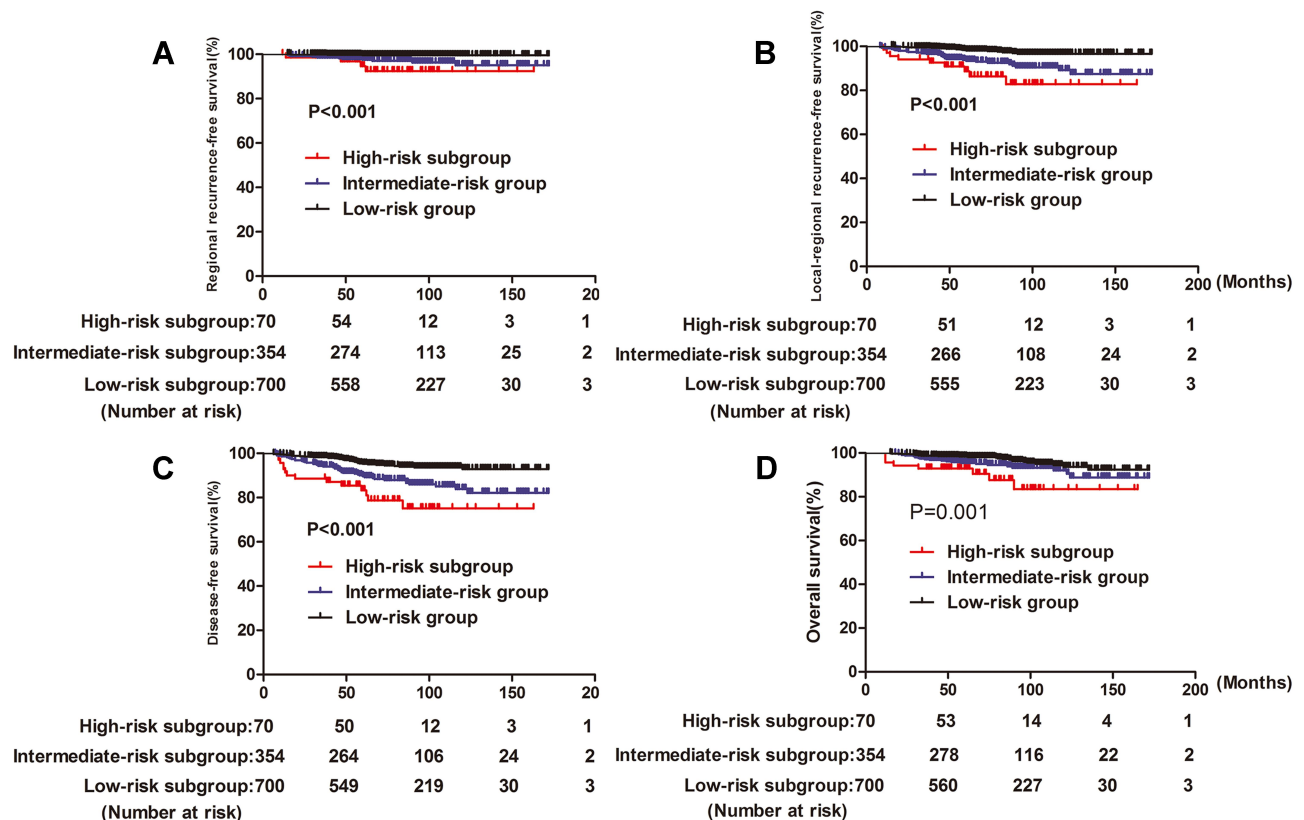 A
Regional recurrence-free survival(%)
100
80
60
40
20
0
P<0.001
High-risk subgroup
Intermediate-risk group
Low-risk group
0 50 100 150 20
High-risk subgroup:70 54 12 3 1
Intermediate-risk subgroup:354 274 113 25 2
Low-risk subgroup:700 558 227 30 3
(Number at risk)
B
Local-regional recurrence-free survival(%)
100
80
60
40
20
0
P<0.001
High-risk subgroup
Intermediate-risk group
Low-risk group
0 50 100 150 200 (Months)
High-risk subgroup:70 51 12 3 1
Intermediate-risk subgroup:354 266 108 24 2
Low-risk subgroup:700 555 223 30 3
(Number at risk)
C
Disease-free survival(%)
100
80
60
40
20
0
P<0.001
High-risk subgroup
Intermediate-risk group
Low-risk group
0 50 100 150 20
High-risk subgroup:70 50 12 3 1
Intermediate-risk subgroup:354 264 106 24 2
Low-risk subgroup:700 549 219 30 3
(Number at risk)
D
Overall survival(%)
100
80
60
40
20
0
P=0.001
High-risk subgroup
Intermediate-risk group
Low-risk group
0 50 100 150 200 (Months)
High-risk subgroup:70 53 14 4 1
Intermediate-risk subgroup:354 278 116 22 2
Low-risk subgroup:700 560 227 30 3
(Number at risk)